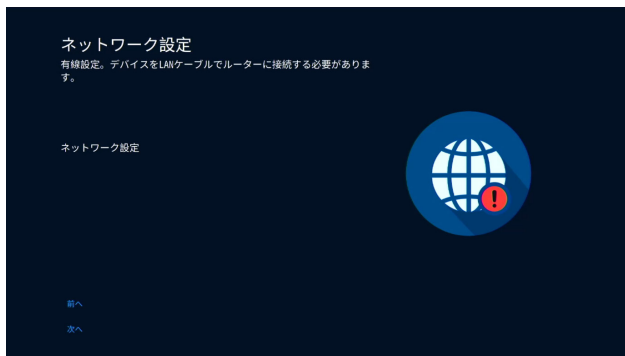 ネットワーク設定
有線設定。デバイスをLANケーブルでルーターに接続する必要がありま
す。
ネットワーク設定
前へ
次へ